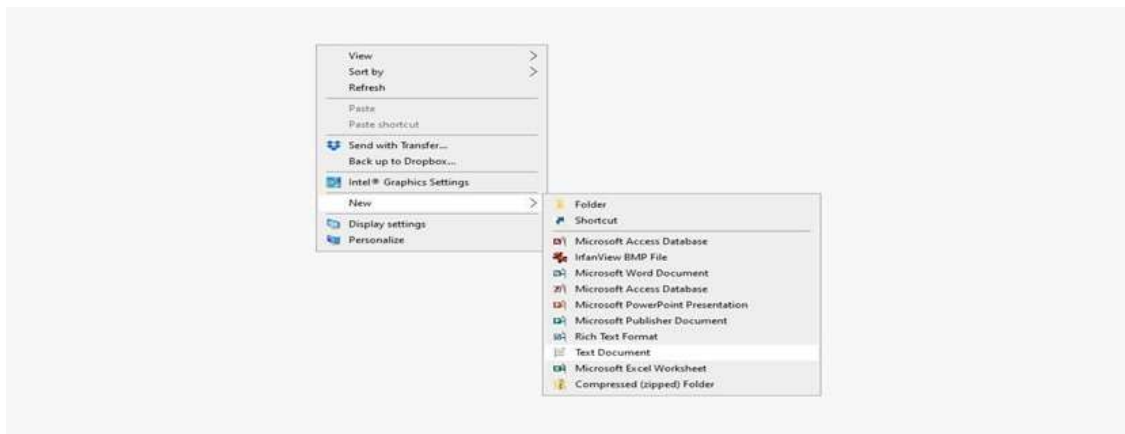 View
Sort by
Refresh
Paste
Paste shortcut
Send with Transfer...
Back up to Dropbox...
Intel® Graphics Settings
New
Display settings
Personalize
Folder
Shortcut
Microsoft Access Database
IrfanView BMP File
Microsoft Word Document
Microsoft Access Database
Microsoft PowerPoint Presentation
Microsoft Publisher Document
Rich Text Format
Text Document
Microsoft Excel Worksheet
Compressed (zipped) Folder